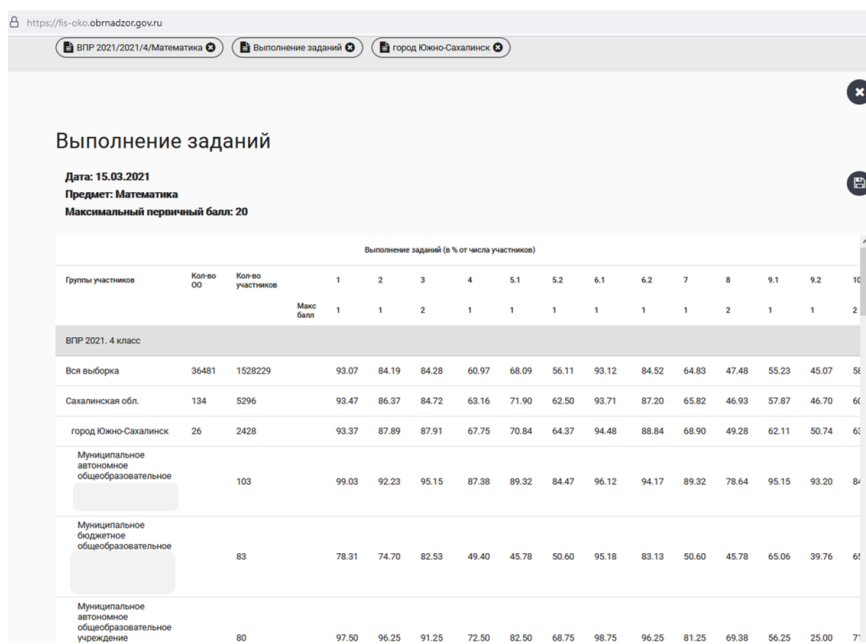 https://fis-oko.obrnadzor.gov.ru
ВПР 2021/2021/4/Математика Выполнение заданий город Южно-Сахалинск
Выполнение заданий
Дата: 15.03.2021
Предмет: Математика
Максимальный первичный балл: 20
Выполнение заданий (в % от числа участников)
Группы участников Кол-во ОО Кол-во участников 1 2 3 4 5.1 5.2 6.1 6.2 7 8 9.1 9.2 10
Макс балл 1 1 2 1 1 1 1 1 1 2 1 1 2
ВПР 2021. 4 класс
Вся выборка 36481 1528229 93.07 84.19 84.28 60.97 68.09 56.11 93.12 84.52 64.83 47.48 55.23 45.07
Сахалинская обл. 134 5296 93.47 86.37 84.72 63.16 71.90 62.50 93.71 87.20 65.82 46.93 57.87 46.70
город Южно-Сахалинск 26 2428 93.37 87.89 87.91 67.75 70.84 64.37 94.48 88.84 68.90 49.28 62.11 50.74
Муниципальное
автономное
общеобразовательное
103 99.03 92.23 95.15 87.38 89.32 84.47 96.12 94.17 89.32 78.64 95.15 93.20
Муниципальное
бюджетное
общеобразовательное
83 78.31 74.70 82.53 49.40 45.78 50.60 95.18 83.13 50.60 45.78 65.06 39.76
Муниципальное
автономное
общеобразовательное
учреждение 80 97.50 96.25 91.25 72.50 82.50 68.75 98.75 96.25 81.25 69.38 56.25 25.00